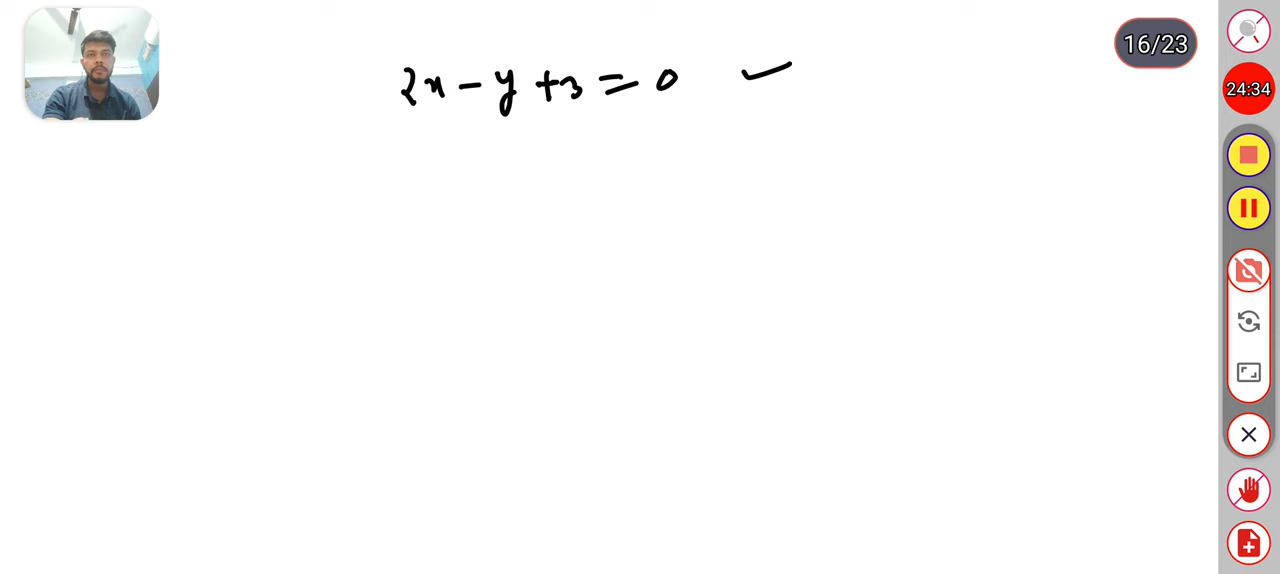 16/23
2x - y + 3 = 0 ✓
24:34